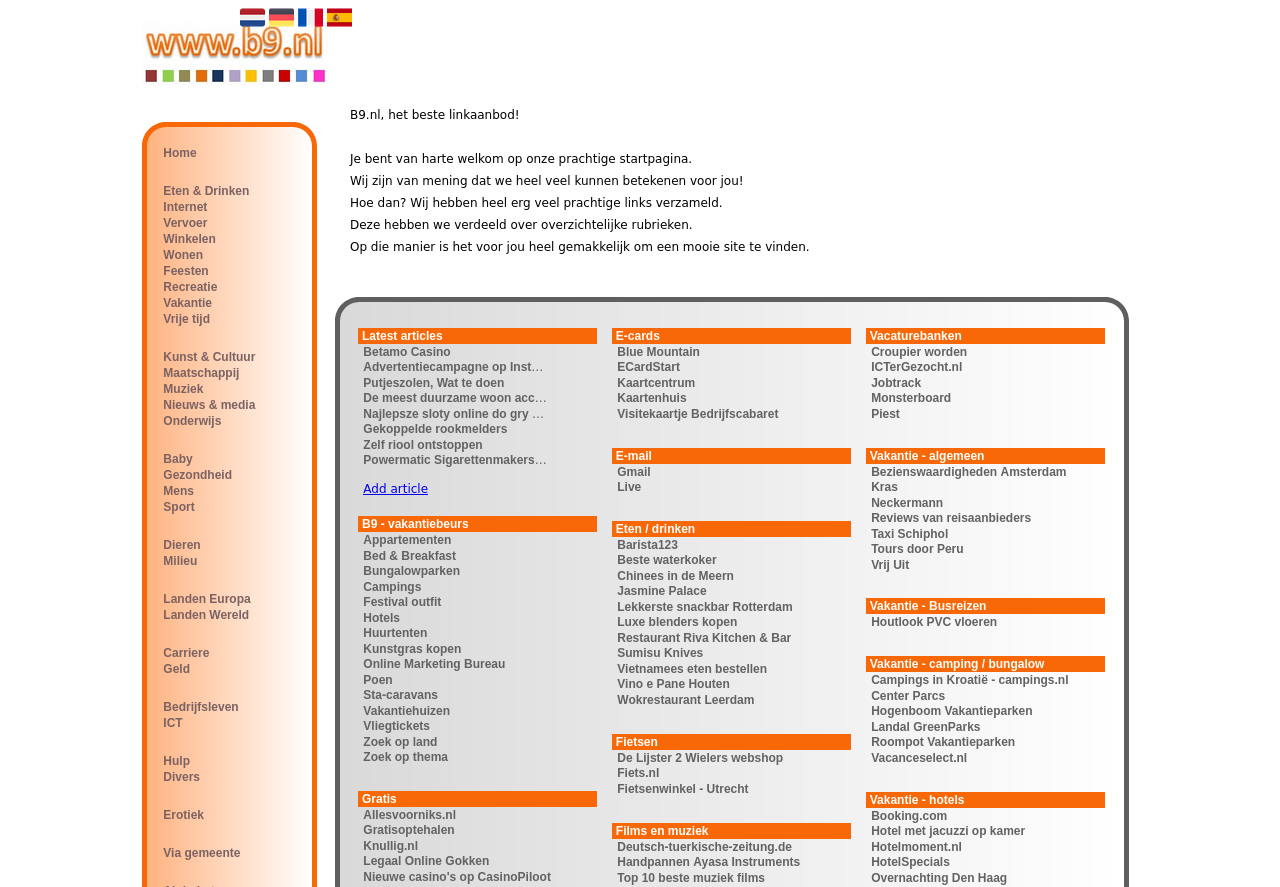 www.b9.nl
B9.nl, het beste linkaanbod!
Je bent van harte welkom op onze prachtige startpagina.
Wij zijn van mening dat we heel veel kunnen betekenen voor jou!
Hoe dan? Wij hebben heel erg veel prachtige links verzameld.
Deze hebben we verdeeld over overzichtelijke rubrieken.
Op die manier is het voor jou heel gemakkelijk om een mooie site te vinden.
Home
Eten & Drinken
Internet
Vervoer
Winkelen
Wonen
Feesten
Recreatie
Vakantie
Vrije tijd
Kunst & Cultuur
Maatschappij
Muziek
Nieuws & media
Onderwijs
Baby
Gezondheid
Mens
Sport
Dieren
Milieu
Landen Europa
Landen Wereld
Carriere
Geld
Bedrijfsleven
ICT
Hulp
Divers
Erotiek
Via gemeente
Latest articles
Betamo Casino
Advertentiecampagne op Inst…
Putjeszolen, Wat te doen
De meest duurzame woon acc…
Najlepsze sloty online do gry …
Gekoppelde rookmelders
Zelf riool ontstoppen
Powermatic Sigarettenmakers…
Add article
B9 - vakantiebeurs
Appartementen
Bed & Breakfast
Bungalowparken
Campings
Festival outfit
Hotels
Huurtenten
Kunstgras kopen
Online Marketing Bureau
Poen
Sta-caravans
Vakantiehuizen
Vliegtickets
Zoek op land
Zoek op thema
Gratis
Allesvoorniks.nl
Gratisoptehalen
Knullig.nl
Legaal Online Gokken
Nieuwe casino's op CasinoPiloot
E-cards
Blue Mountain
ECardStart
Kaartcentrum
Kaartenhuis
Visitekaartje Bedrijfscabaret
E-mail
Gmail
Live
Eten / drinken
Barista123
Beste waterkoker
Chinees in de Meern
Jasmine Palace
Lekkerste snackbar Rotterdam
Luxe blenders kopen
Restaurant Riva Kitchen & Bar
Sumisu Knives
Vietnamees eten bestellen
Vino e Pane Houten
Wokrestaurant Leerdam
Fietsen
De Lijster 2 Wielers webshop
Fiets.nl
Fietsenwinkel - Utrecht
Films en muziek
Deutsch-tuerkische-zeitung.de
Handpannen Ayasa Instruments
Top 10 beste muziek films
Vacaturebanken
Croupier worden
ICTerGezocht.nl
Jobtrack
Monsterboard
Piest
Vakantie - algemeen
Bezienswaardigheden Amsterdam
Kras
Neckermann
Reviews van reisaanbieders
Taxi Schiphol
Tours door Peru
Vrij Uit
Vakantie - Busreizen
Houtlook PVC vloeren
Vakantie - camping / bungalow
Campings in Kroatië - campings.nl
Center Parcs
Hogenboom Vakantieparken
Landal GreenParks
Roompot Vakantieparken
Vacanceselect.nl
Vakantie - hotels
Booking.com
Hotel met jacuzzi op kamer
Hotelmoment.nl
HotelSpecials
Overnachting Den Haag